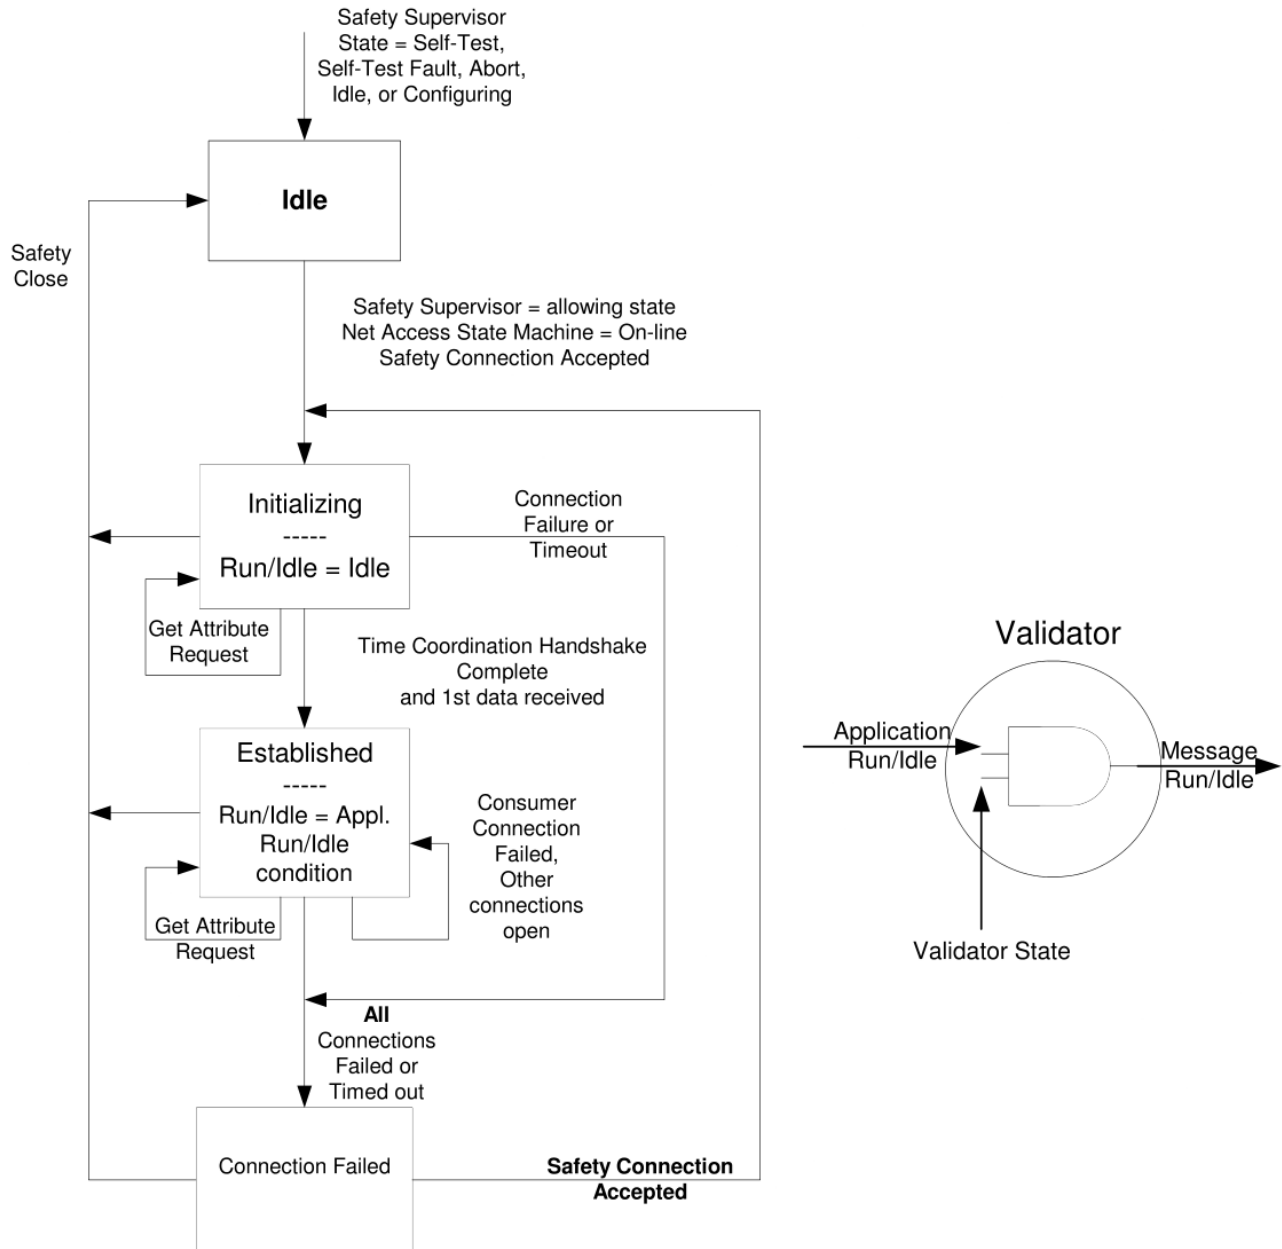 Safety Supervisor
State = Self-Test,
Self-Test Fault, Abort,
Idle, or Configuring
Idle
Safety
Close
Safety Supervisor = allowing state
Net Access State Machine = On-line
Safety Connection Accepted
Initializing
-----
Run/Idle = Idle
Connection
Failure or
Timeout
Get Attribute
Request
Time Coordination Handshake
Complete
and 1st data received
Established
-----
Run/Idle = Appl.
Run/Idle
condition
Consumer
Connection
Failed,
Other
connections
open
Get Attribute
Request
All
Connections
Failed or
Timed out
Connection Failed
Safety Connection
Accepted
Validator
Application
Run/Idle
Message
Run/Idle
Validator State